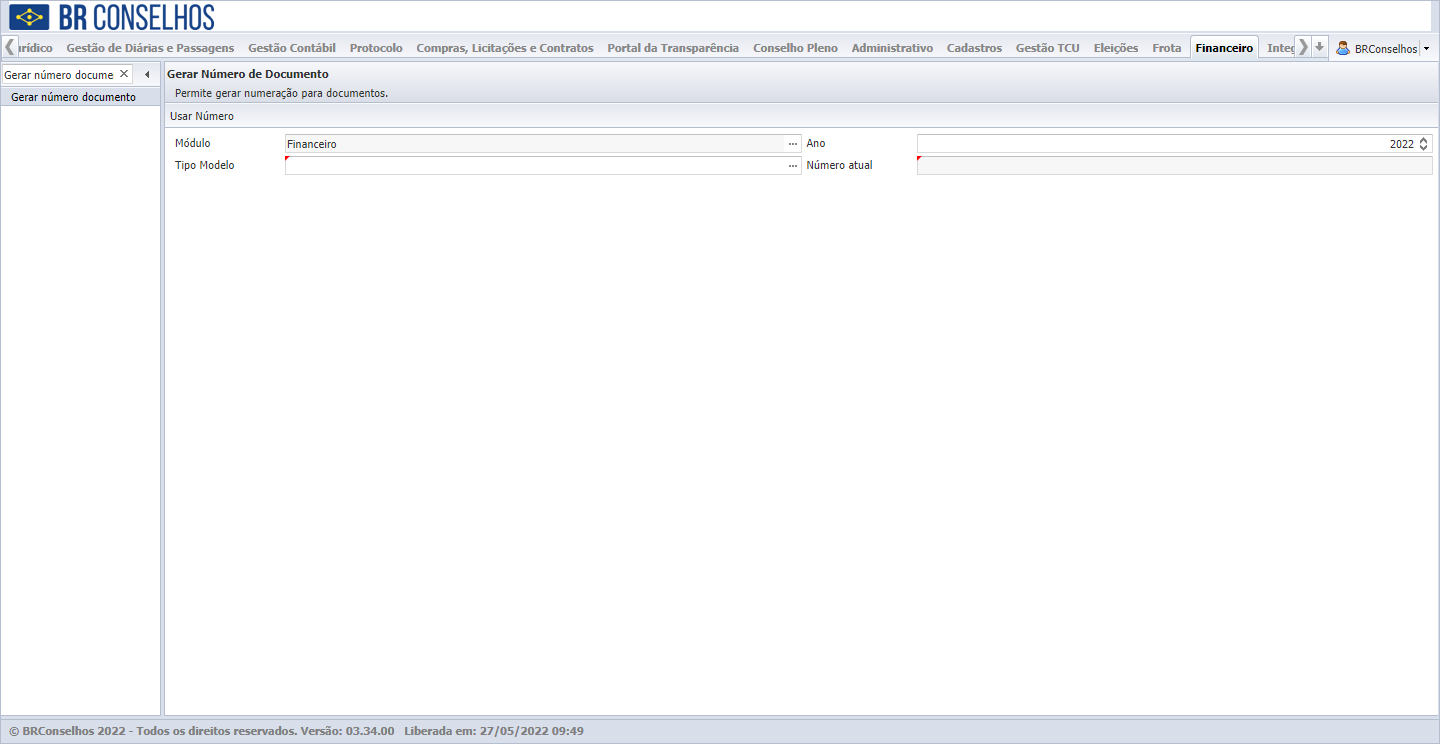 BR CONSELHOS
urídico Gestão de Diárias e Passagens Gestão Contábil Protocolo Compras, Licitações e Contratos Portal da Transparência Conselho Pleno Administrativo Cadastros Gestão TCU Eleições Frota Financeiro Integ BRConselhos
Gerar número docume
Gerar número documento
Gerar Número de Documento
Permite gerar numeração para documentos.
Usar Número
Módulo Financeiro Ano 2022
Tipo Modelo Número atual
© BRConselhos 2022 - Todos os direitos reservados. Versão: 03.34.00 Liberada em: 27/05/2022 09:49